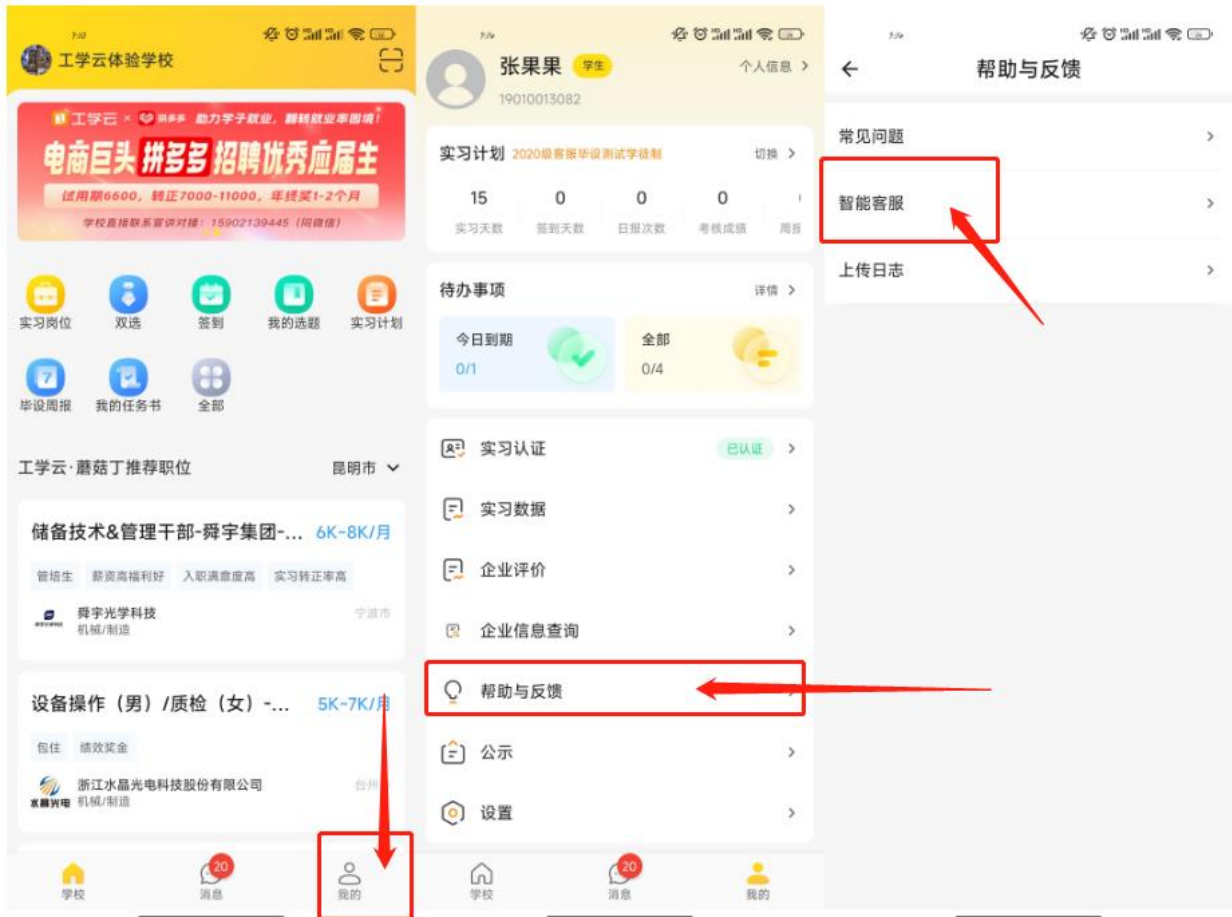 工学云体验学校
工学云 × 拼多多 助力学子就业，翻转就业率困境！
电商巨头 拼多多 招聘优秀应届生
试用期6600，转正7000-11000，年终奖1-2个月
学校直接联系宣讲对接：15902139445（同微信）
实习岗位 双选 签到 我的选题 实习计划
毕设周报 我的任务书 全部
工学云·蘑菇丁推荐职位 昆明市
储备技术&管理干部-舜宇集团-... 6K-8K/月
管培生 薪资高福利好 入职满意度高 实习转正率高
舜宇光学科技 宁波市
机械/制造
设备操作（男）/质检（女）-... 5K-7K/月
包住 绩效奖金
浙江水晶光电科技股份有限公司
水晶光电 机械/制造
学校 20 消息 我的
张果果 学生 个人信息
19010013082
实习计划 2020级客服毕设测试学徒制 切换
15 0 0 0
实习天数 签到天数 日报次数 考核成绩 周报
待办事项 详情
今日到期 全部
0/1 0/4
实习认证 已认证
实习数据
企业评价
企业信息查询
帮助与反馈
公示
设置
学校 20 消息 我的
帮助与反馈
常见问题
智能客服
上传日志